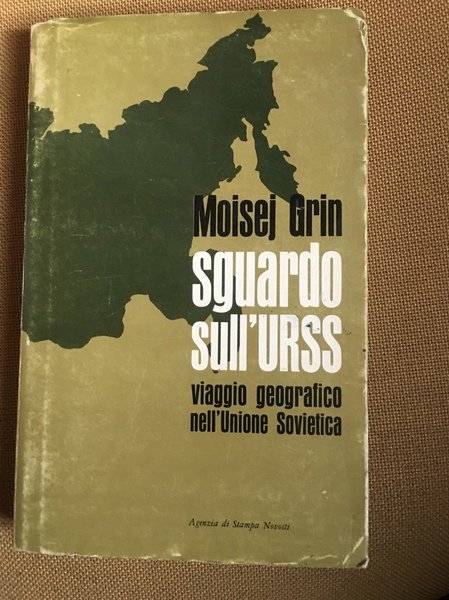 Moisej Grin
sguardo
sull'URSS
viaggio geografico
nell'Unione Sovietica
Agenzia di Stampa Novosti